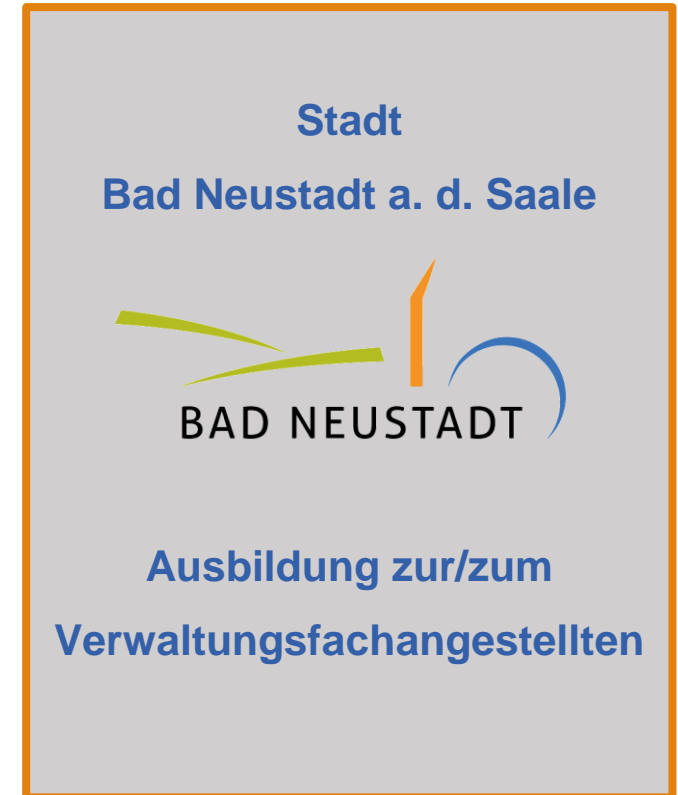 Stadt
Bad Neustadt a. d. Saale
BAD NEUSTADT
Ausbildung zur/zum
Verwaltungsfachangestellten